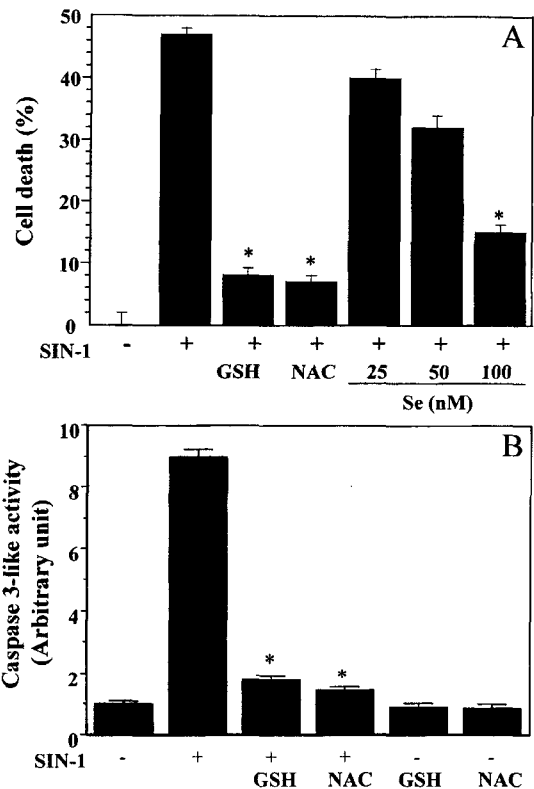 A
Cell death (%)
50
40
30
20
10
0
*
*
*
SIN-1 - + + + + + +
GSH NAC 25 50 100
Se (nM)
B
Caspase 3-like activity
(Arbitrary unit)
10
8
6
4
2
0
*
*
SIN-1 - + + + - -
GSH NAC GSH NAC